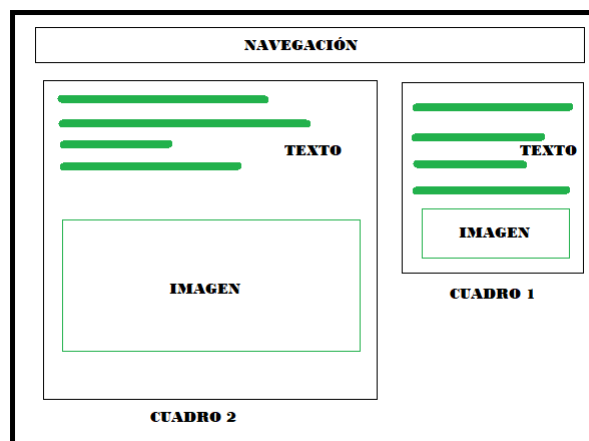 NAVEGACIÓN
TEXTO
IMAGEN
CUADRO 2
TEXTO
IMAGEN
CUADRO 1